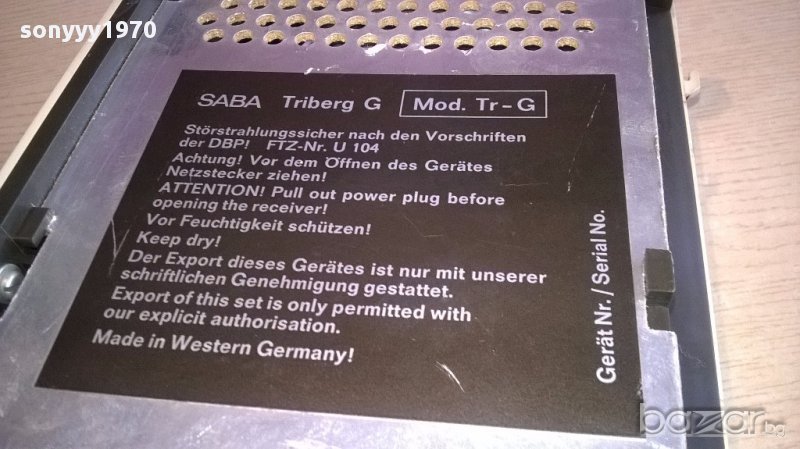 sonyyy1970
SABA Triberg G Mod. Tr-G
Störstrahlungssicher nach den Vorschriften
der DBP! FTZ-Nr. U 104
Achtung! Vor dem Öffnen des Gerätes
Netzstecker ziehen!
ATTENTION! Pull out power plug before
opening the receiver!
Vor Feuchtigkeit schützen!
Keep dry!
Der Export dieses Gerätes ist nur mit unserer
schriftlichen Genehmigung gestattet.
Export of this set is only permitted with
our explicit authorisation.
Made in Western Germany!
Gerät Nr./Serial No.
bazar.bg